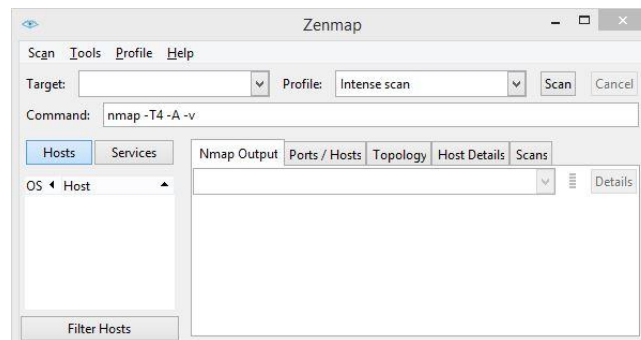 Zenmap
Scan Tools Profile Help
Target: Profile: Intense scan Scan Cancel
Command: nmap -T4 -A -v
Hosts Services Nmap Output Ports / Hosts Topology Host Details Scans
OS Host Details
Filter Hosts